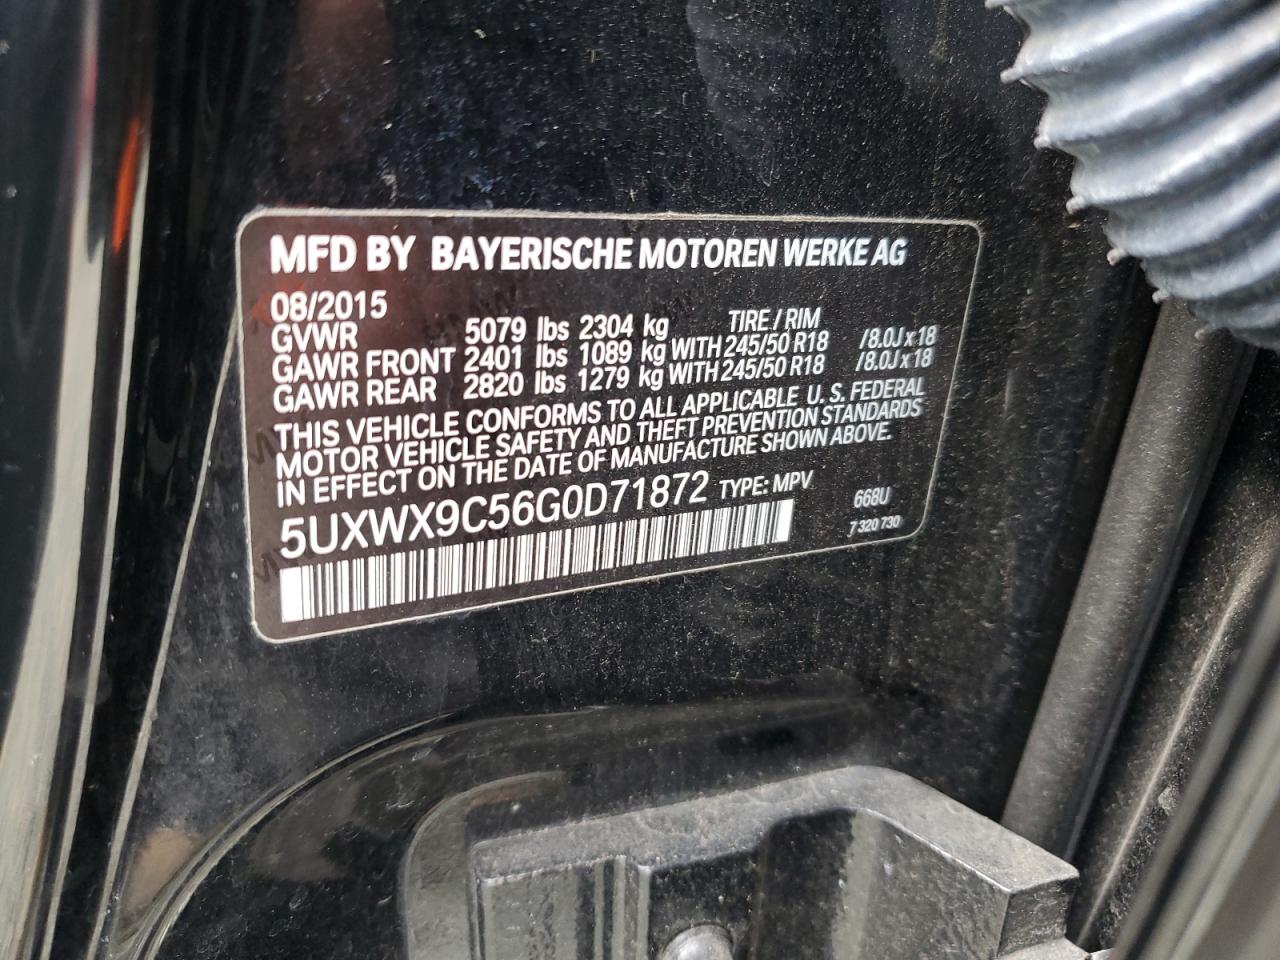 MFD BY BAYERISCHE MOTOREN WERKE AG
08/2015
GVWR 5079 lbs 2304 kg TIRE / RIM
GAWR FRONT 2401 lbs 1089 kg WITH 245/50 R18 /8.0J x 18
GAWR REAR 2820 lbs 1279 kg WITH 245/50 R18 /8.0J x 18
THIS VEHICLE CONFORMS TO ALL APPLICABLE U. S. FEDERAL
MOTOR VEHICLE SAFETY AND THEFT PREVENTION STANDARDS
IN EFFECT ON THE DATE OF MANUFACTURE SHOWN ABOVE.
5UXWX9C56G0D71872 TYPE: MPV 668U
7 320 730